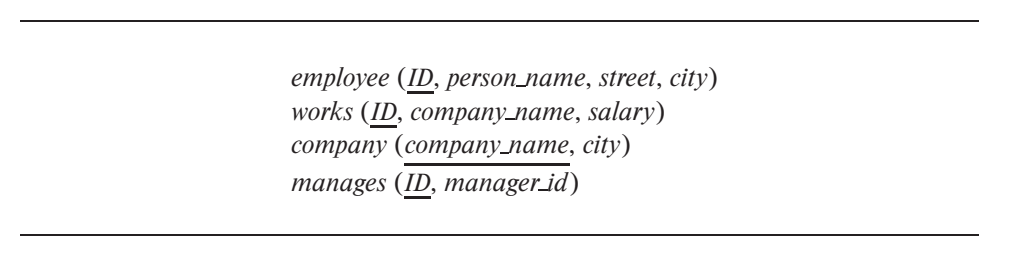 employee (ID, person_name, street, city)
works (ID, company_name, salary)
company (company_name, city)
manages (ID, manager_id)